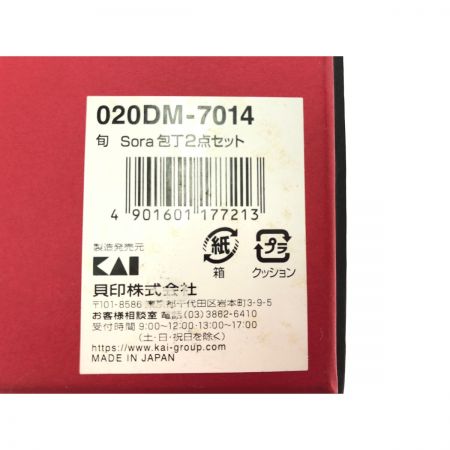 020DM-7014
旬 Sora包丁2点セット
4 901601 177213
製造発売元
KAI
紙
箱
プラ
クッション
貝印株式会社
〒101-8586 東京都千代田区岩本町3-9-5
お客様相談室 電話(03)3862-6410
受付時間 9:00~12:00・13:00~17:00
(土・日・祝日を除く)
https://www.kai-group.com
MADE IN JAPAN